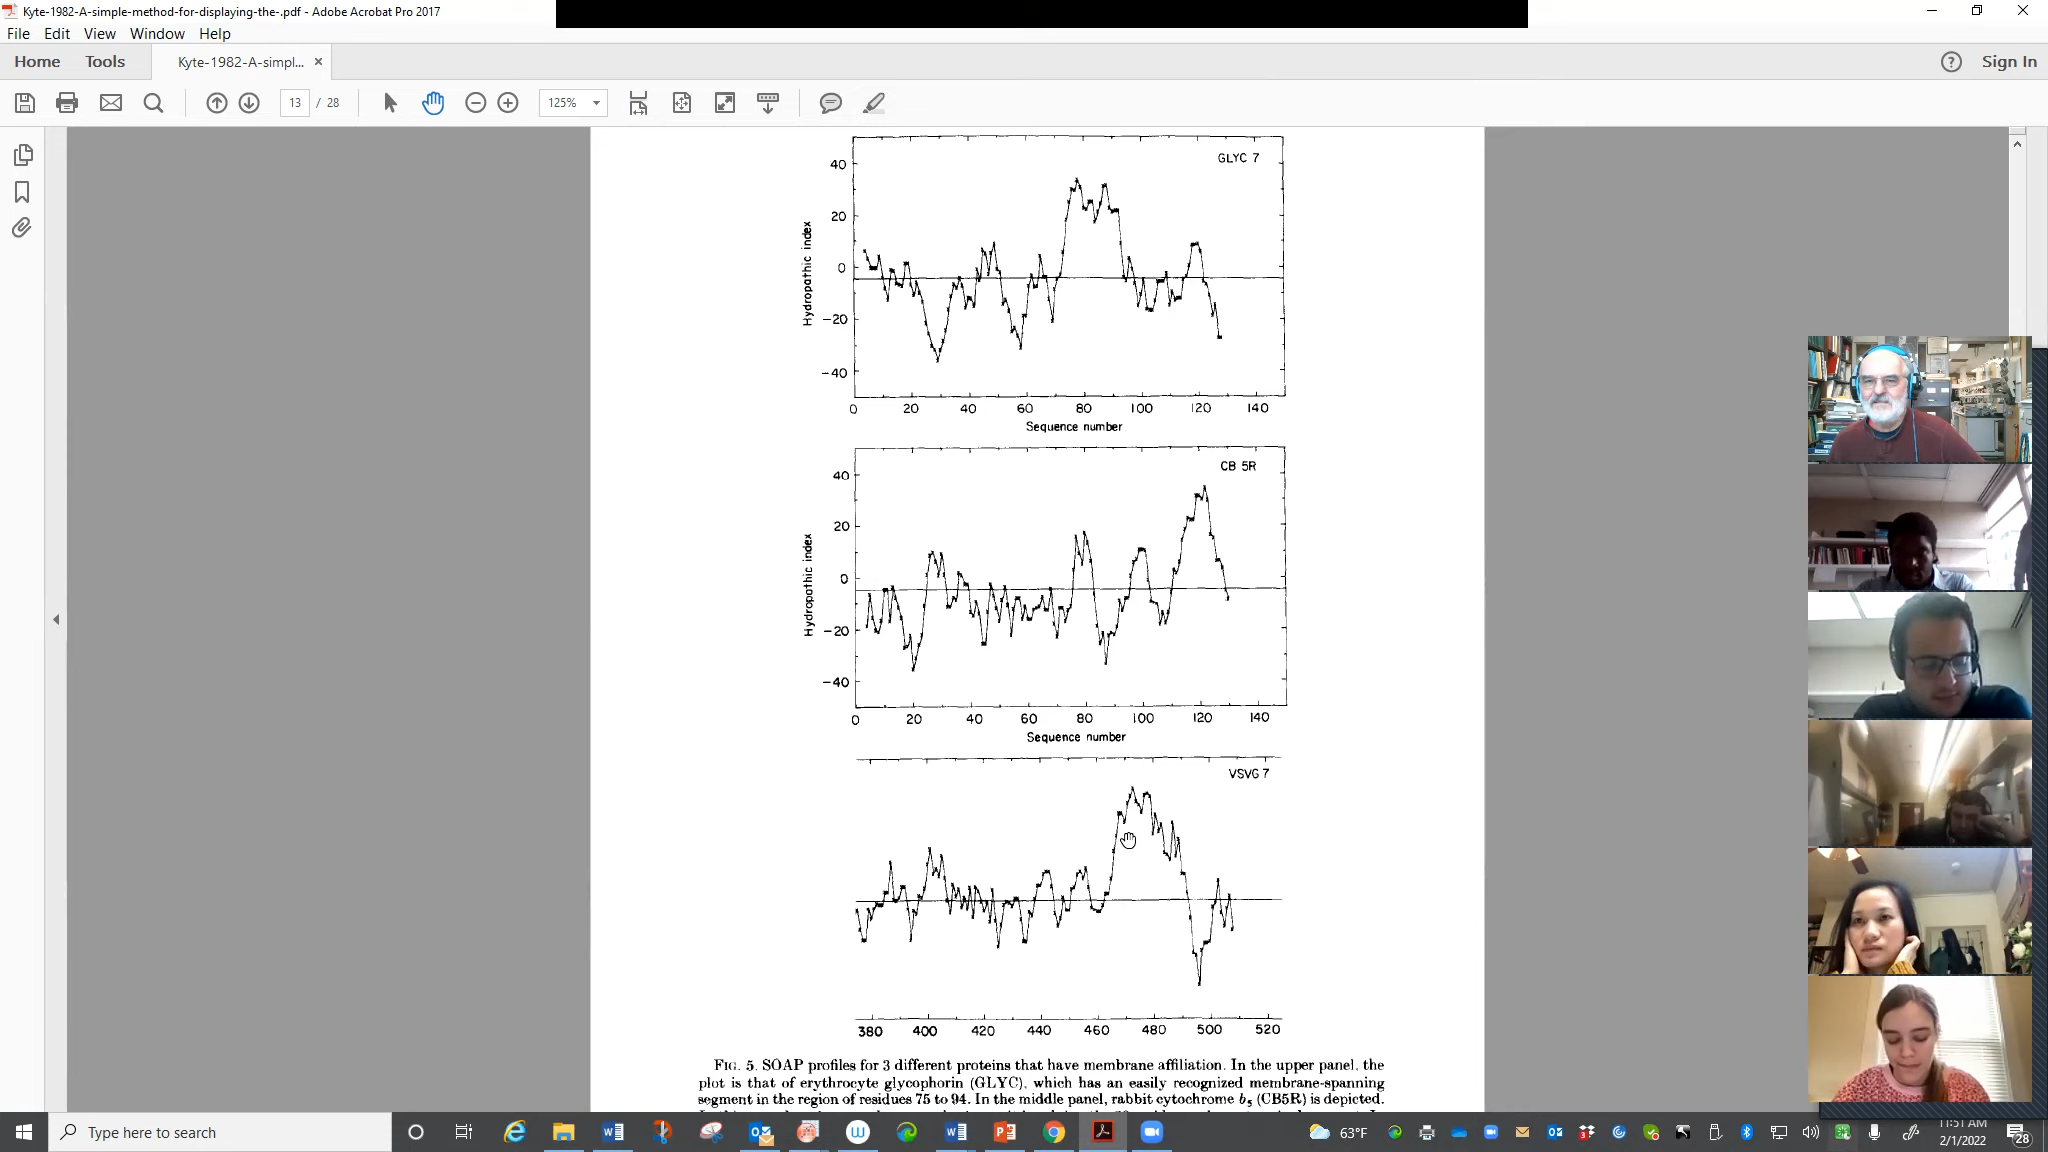 Kyte-1982-A-simple-method-for-displaying-the-.pdf - Adobe Acrobat Pro 2017
File Edit View Window Help
Home Tools Kyte-1982-A-simpl... × Sign In
13 / 28 125%
GLYC 7
40
20
0
−20
−40
Hydropathic index
0 20 40 60 80 100 120 140
Sequence number
CB 5R
40
20
0
−20
−40
Hydropathic index
0 20 40 60 80 100 120 140
Sequence number
VSVG 7
380 400 420 440 460 480 500 520
FIG. 5. SOAP profiles for 3 different proteins that have membrane affiliation. In the upper panel, the
plot is that of erythrocyte glycophorin (GLYC), which has an easily recognized membrane-spanning
segment in the region of residues 75 to 94. In the middle panel, rabbit cytochrome b5 (CB5R) is depicted.
Type here to search
63°F
11:51 AM
2/1/2022
28